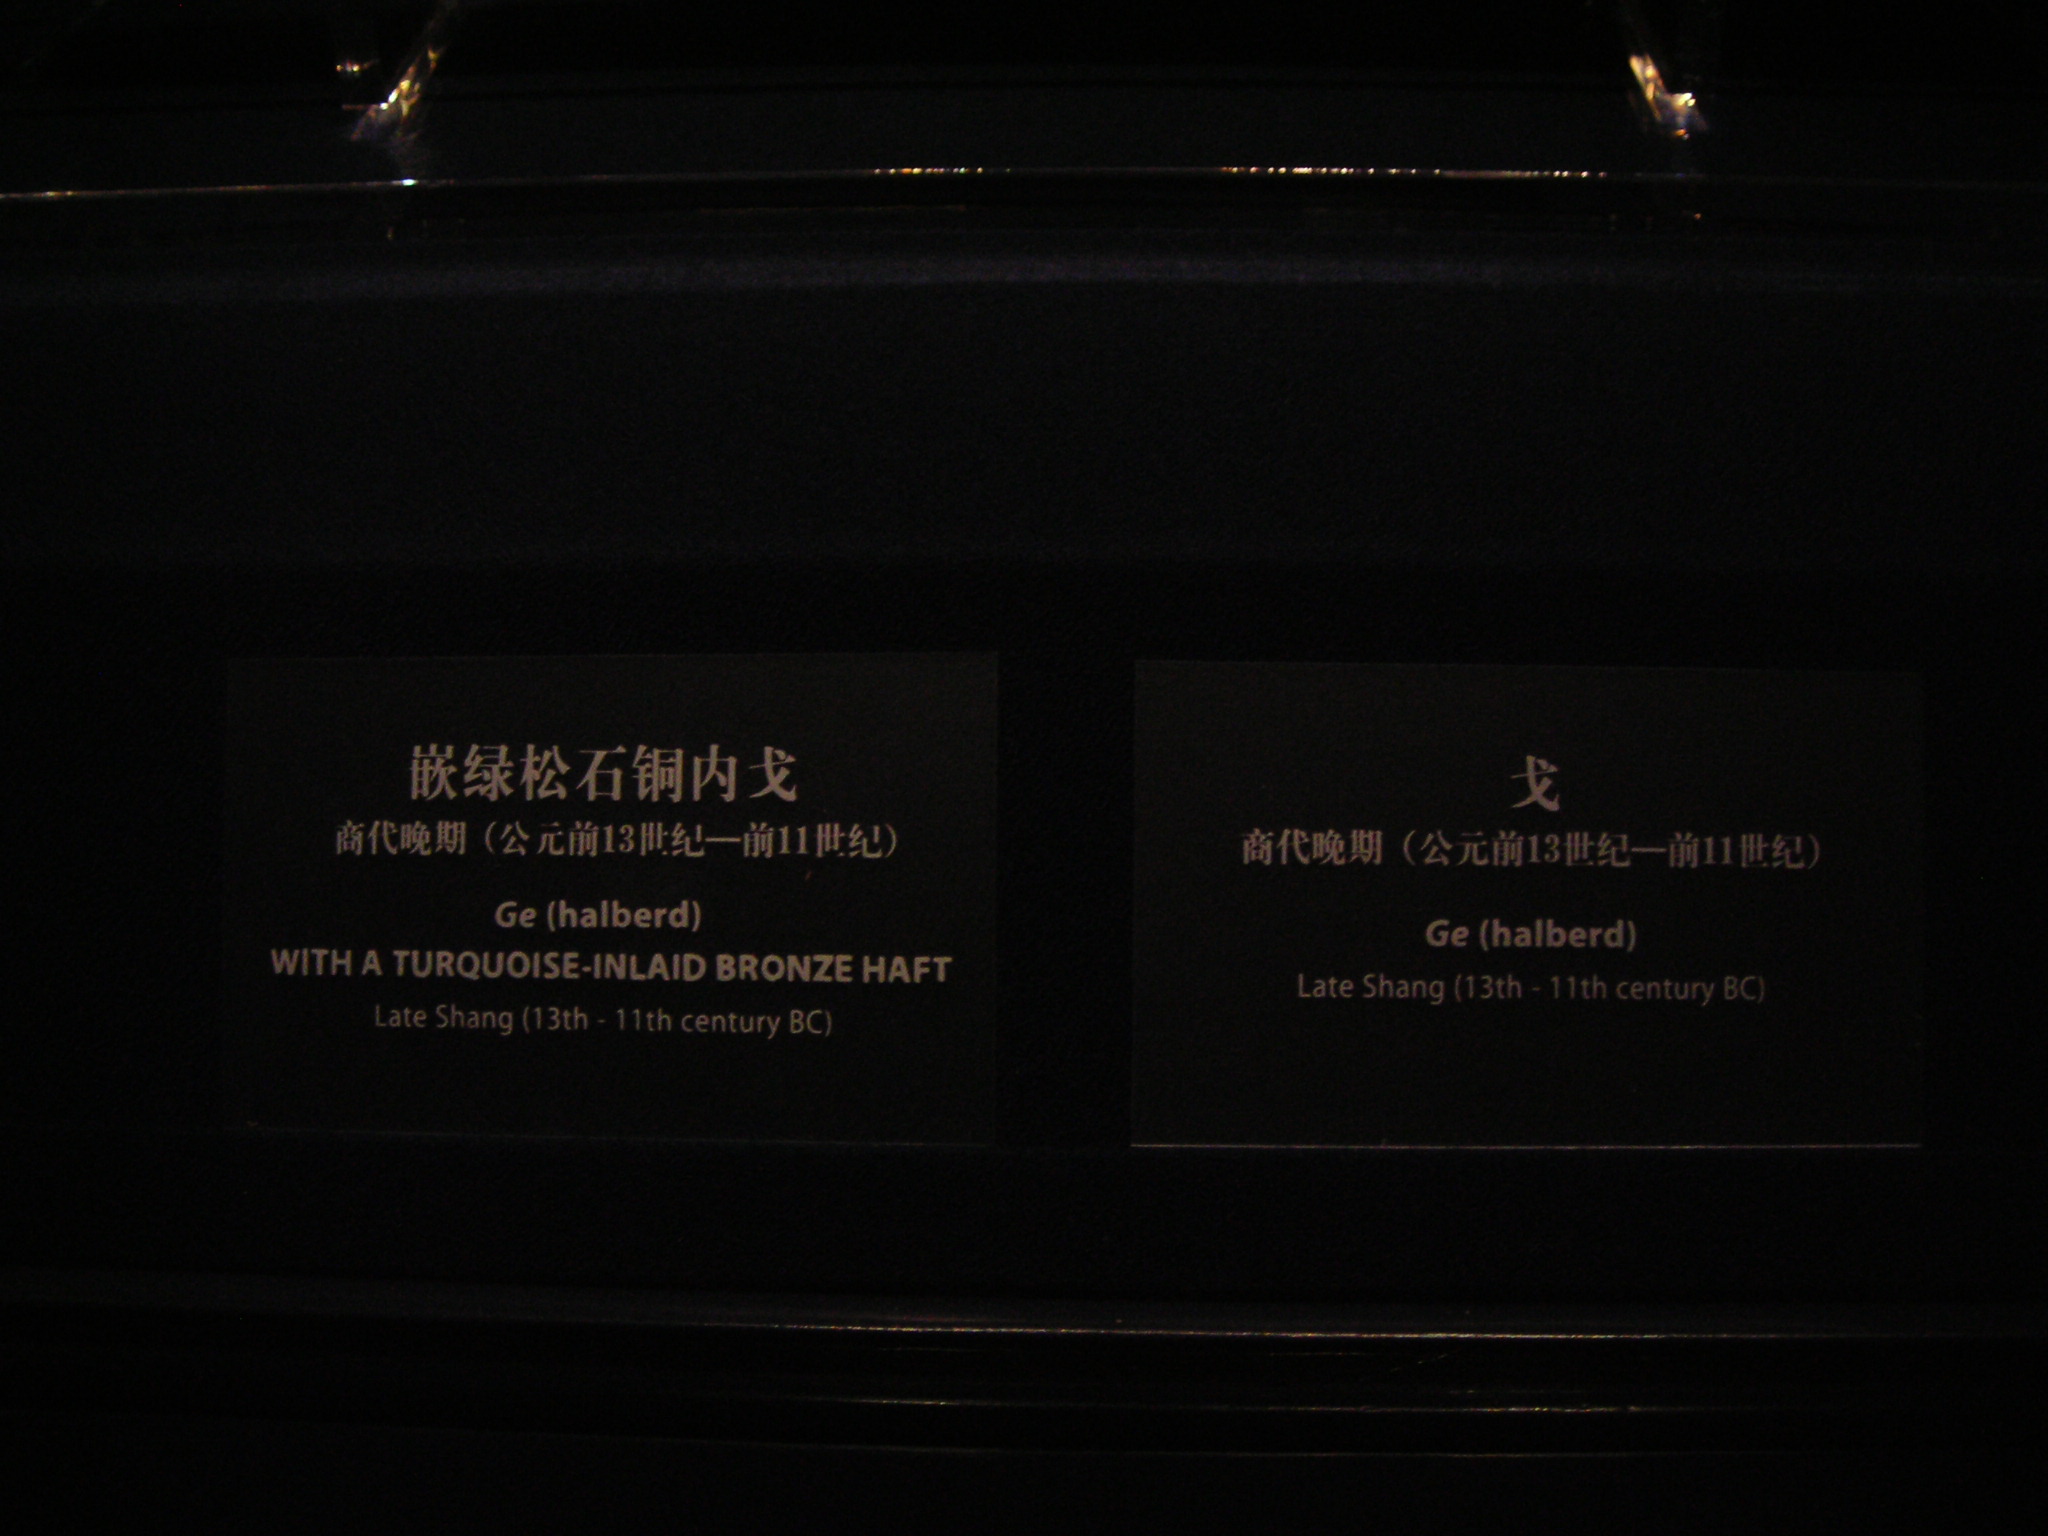 嵌绿松石铜内戈
商代晚期（公元前13世纪—前11世纪）
Ge (halberd)
WITH A TURQUOISE-INLAID BRONZE HAFT
Late Shang (13th - 11th century BC)
戈
商代晚期（公元前13世纪—前11世纪）
Ge (halberd)
Late Shang (13th - 11th century BC)